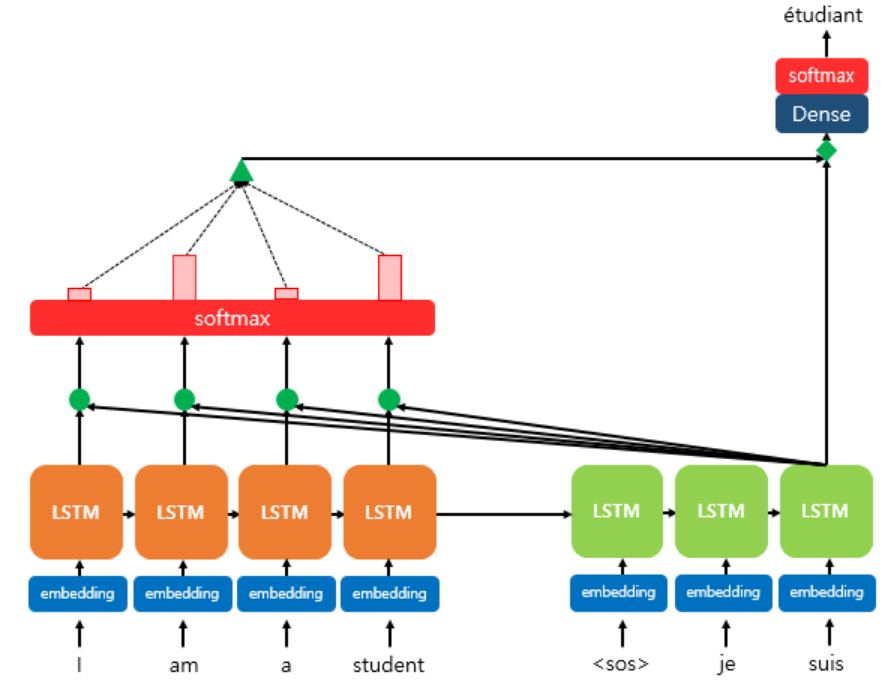 étudiant
softmax
Dense
softmax
LSTM LSTM LSTM LSTM LSTM LSTM LSTM
embedding embedding embedding embedding embedding embedding embedding
I am a student <sos> je suis